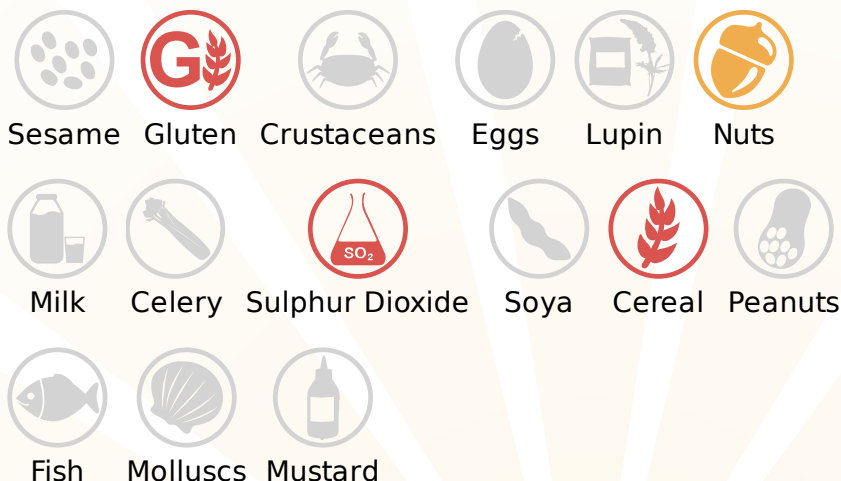 G
Sesame Gluten Crustaceans Eggs Lupin Nuts
SO₂
Milk Celery Sulphur Dioxide Soya Cereal Peanuts
Fish Molluscs Mustard